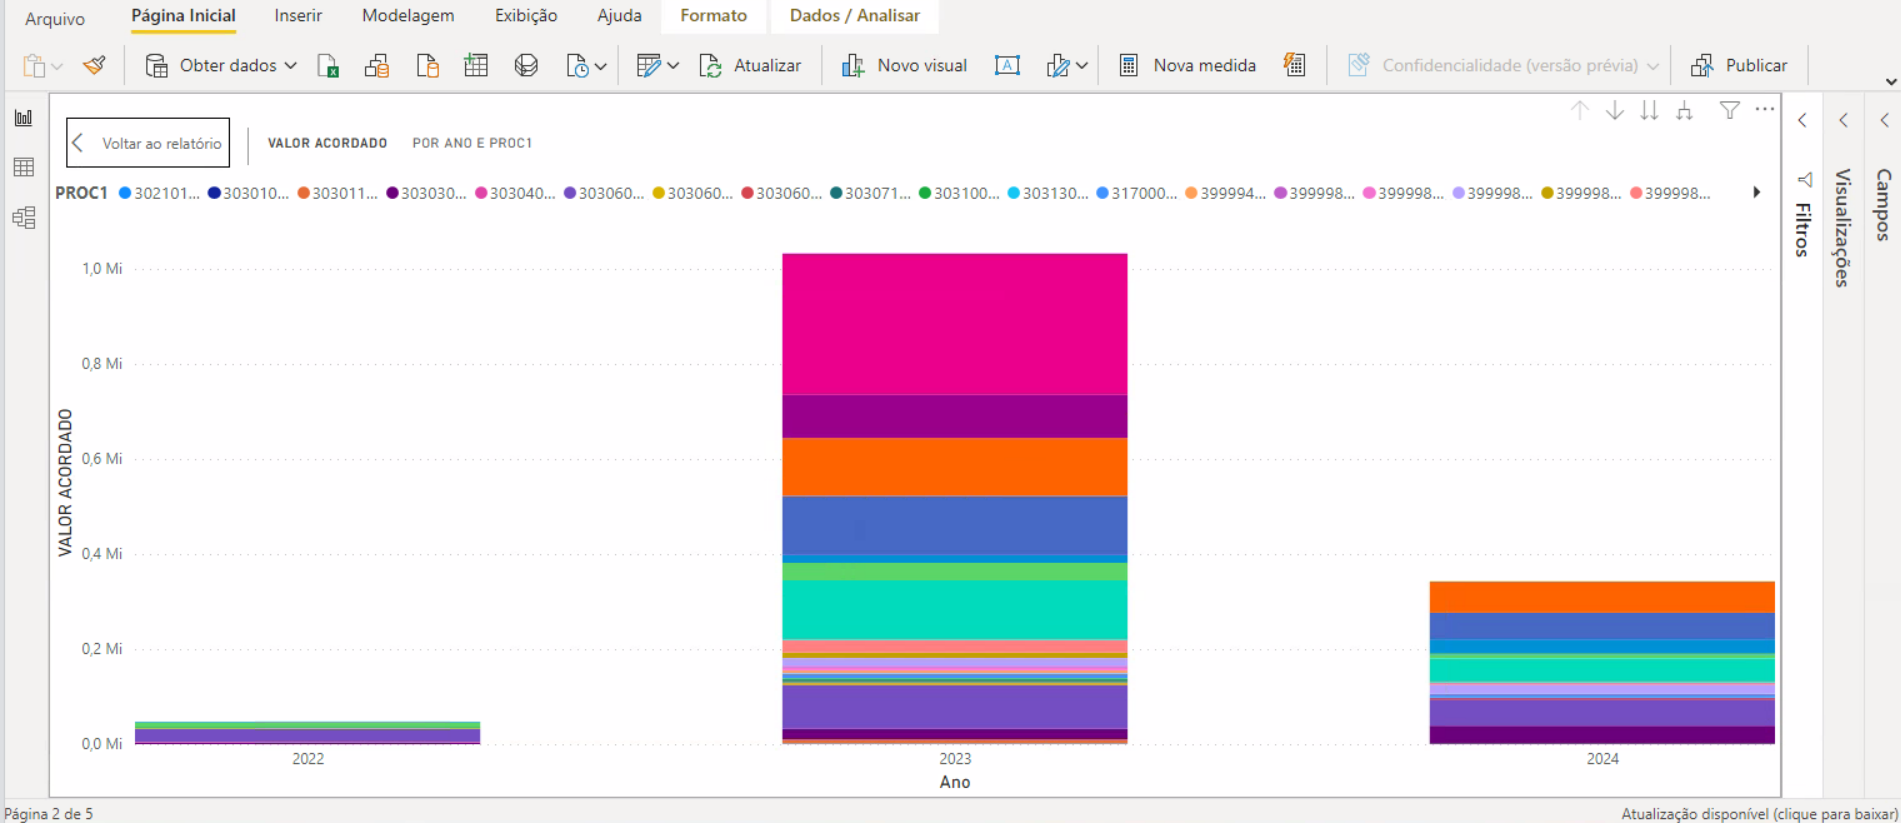 Arquivo Página Inicial Inserir Modelagem Exibição Ajuda Formato Dados / Analisar
Obter dados Atualizar Novo visual Nova medida Confidencialidade (versão prévia) Publicar
Voltar ao relatório VALOR ACORDADO POR ANO E PROC1
PROC1 302101... 303010... 303011... 303030... 303040... 303060... 303060... 303060... 303071... 303100... 303130... 317000... 399994... 399998... 399998... 399998... 399998... 399998...
VALOR ACORDADO
1,0 Mi
0,8 Mi
0,6 Mi
0,4 Mi
0,2 Mi
0,0 Mi
2022 2023 2024
Ano
Filtros
Visualizações
Campos
Página 2 de 5
Atualização disponível (clique para baixar)